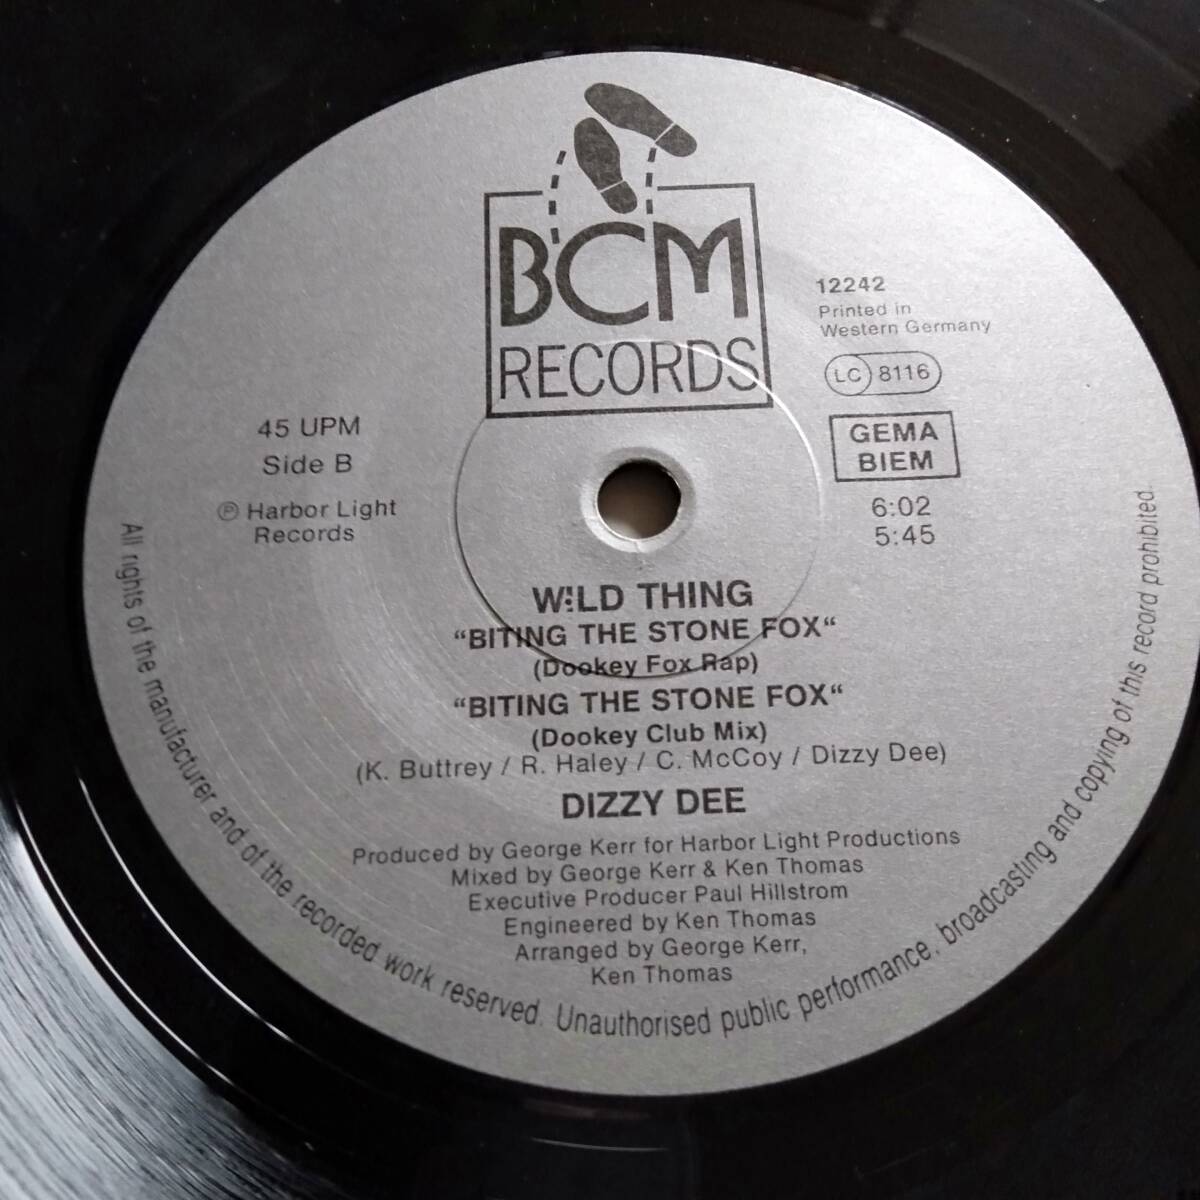 BCM
RECORDS
12242
Printed in
Western Germany
LC 8116
GEMA
BIEM
45 UPM
Side B
℗ Harbor Light
Records
6:02
5:45
WILD THING
“BITING THE STONE FOX“
(Dookey Fox Rap)
“BITING THE STONE FOX“
(Dookey Club Mix)
(K. Buttrey / R. Haley / C. McCoy / Dizzy Dee)
DIZZY DEE
Produced by George Kerr for Harbor Light Productions
Mixed by George Kerr & Ken Thomas
Executive Producer Paul Hillstrom
Engineered by Ken Thomas
Arranged by George Kerr,
Ken Thomas
All rights of the manufacturer and of the recorded work reserved. Unauthorised public performance, broadcasting and copying of this record prohibited.